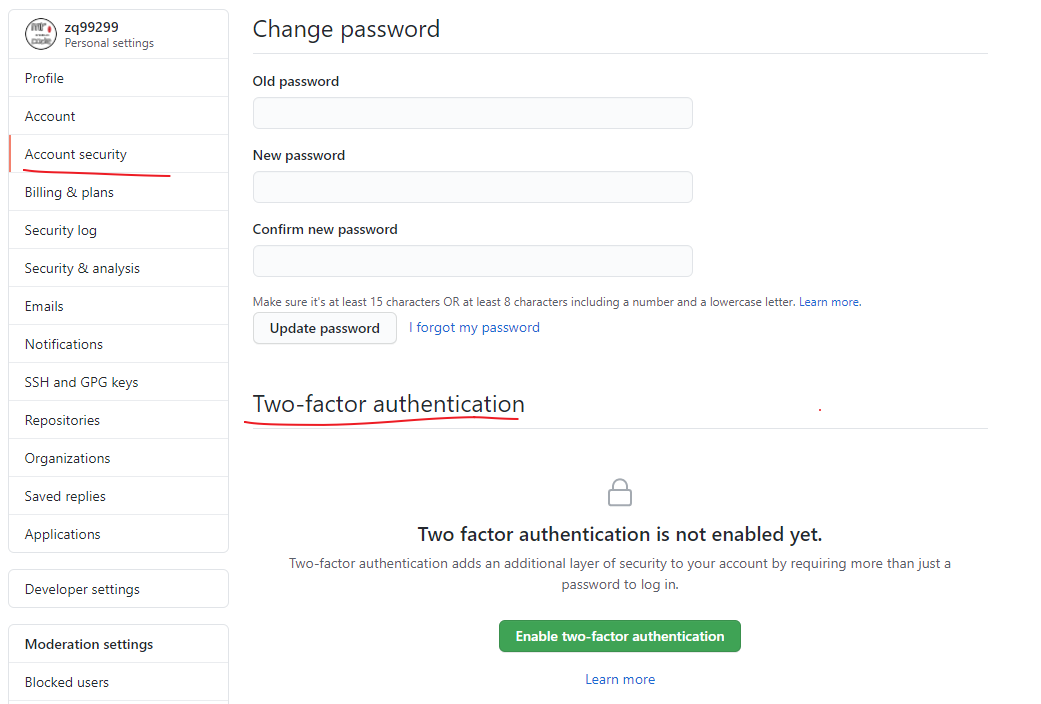 zq99299
Personal settings
Profile
Account
Account security
Billing & plans
Security log
Security & analysis
Emails
Notifications
SSH and GPG keys
Repositories
Organizations
Saved replies
Applications
Developer settings
Moderation settings
Blocked users
Change password
Old password
New password
Confirm new password
Make sure it's at least 15 characters OR at least 8 characters including a number and a lowercase letter. Learn more.
Update password
I forgot my password
Two-factor authentication
Two factor authentication is not enabled yet.
Two-factor authentication adds an additional layer of security to your account by requiring more than just a
password to log in.
Enable two-factor authentication
Learn more